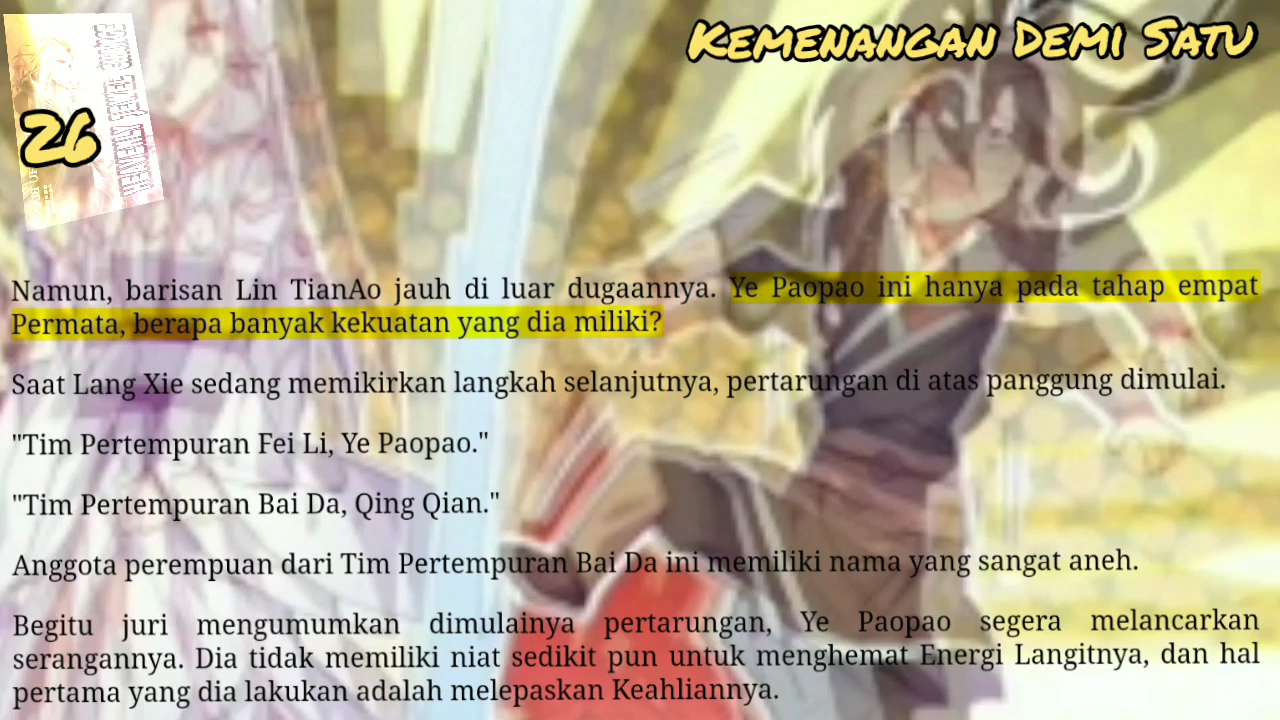 Kemenangan Demi Satu
26
HEAVENLY JEWEL CHANGE
Namun, barisan Lin TianAo jauh di luar dugaannya. Ye Paopao ini hanya pada tahap empat
Permata, berapa banyak kekuatan yang dia miliki?
Saat Lang Xie sedang memikirkan langkah selanjutnya, pertarungan di atas panggung dimulai.
"Tim Pertempuran Fei Li, Ye Paopao."
"Tim Pertempuran Bai Da, Qing Qian."
Anggota perempuan dari Tim Pertempuran Bai Da ini memiliki nama yang sangat aneh.
Begitu juri mengumumkan dimulainya pertarungan, Ye Paopao segera melancarkan
serangannya. Dia tidak memiliki niat sedikit pun untuk menghemat Energi Langitnya, dan hal
pertama yang dia lakukan adalah melepaskan Keahliannya.